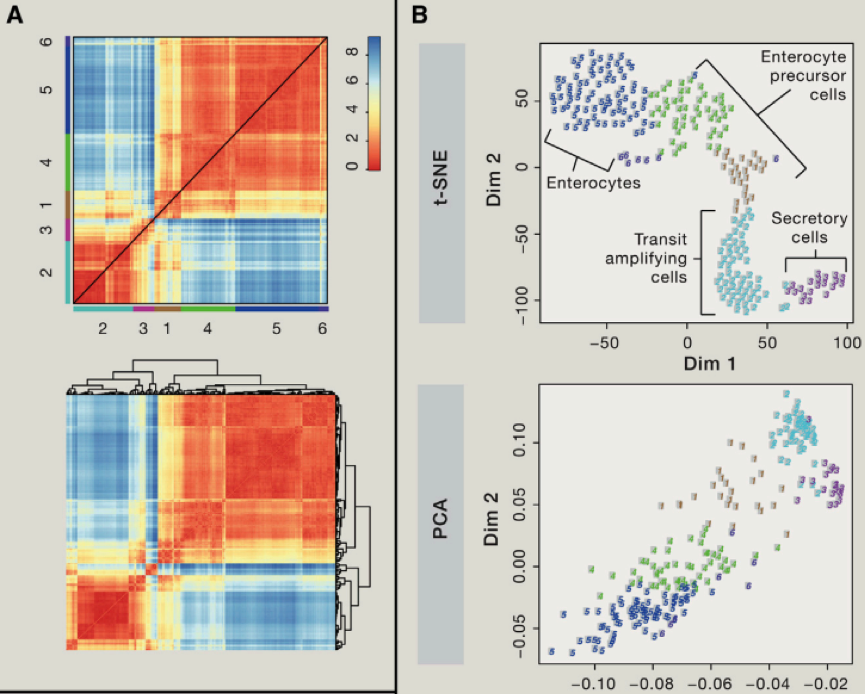 A
6
5
4
1
3
2
8
6
4
2
0
2
3
1
4
5
6
B
t-SNE
Dim 2
50
0
−50
−100
Enterocyte
precursor
cells
Enterocytes
Transit
amplifying
cells
Secretory
cells
−50
0
50
100
Dim 1
PCA
Dim 2
0.10
0.05
0.00
−0.05
−0.10
−0.08
−0.06
−0.04
−0.02